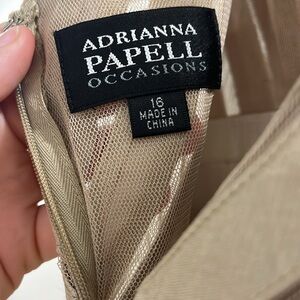 ADRIANNA
PAPELL
OCCASIONS
16
MADE IN
CHINA